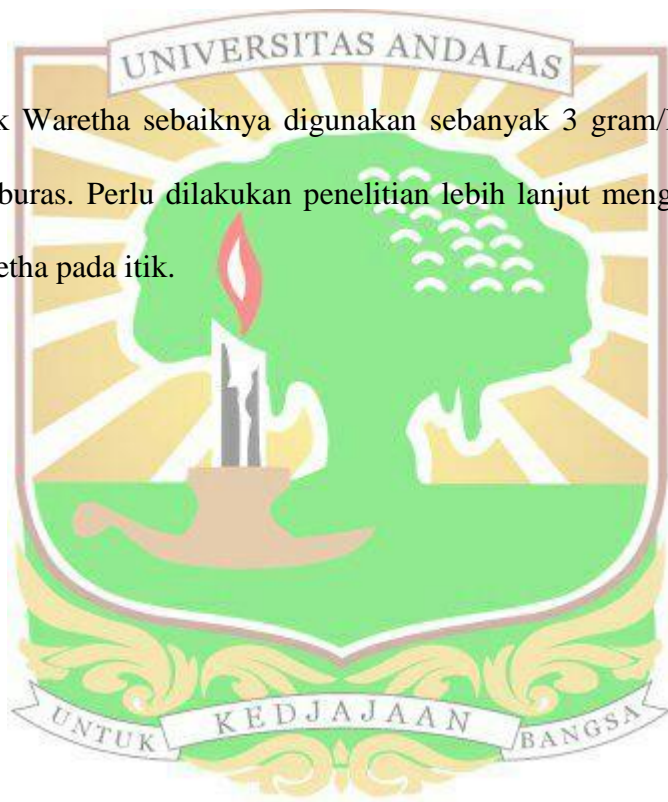 UNIVERSITAS ANDALAS
k Waretha sebaiknya digunakan sebanyak 3 gram/
buras. Perlu dilakukan penelitian lebih lanjut meng
etha pada itik.
UNTUK KEDJAJAAN BANGSA